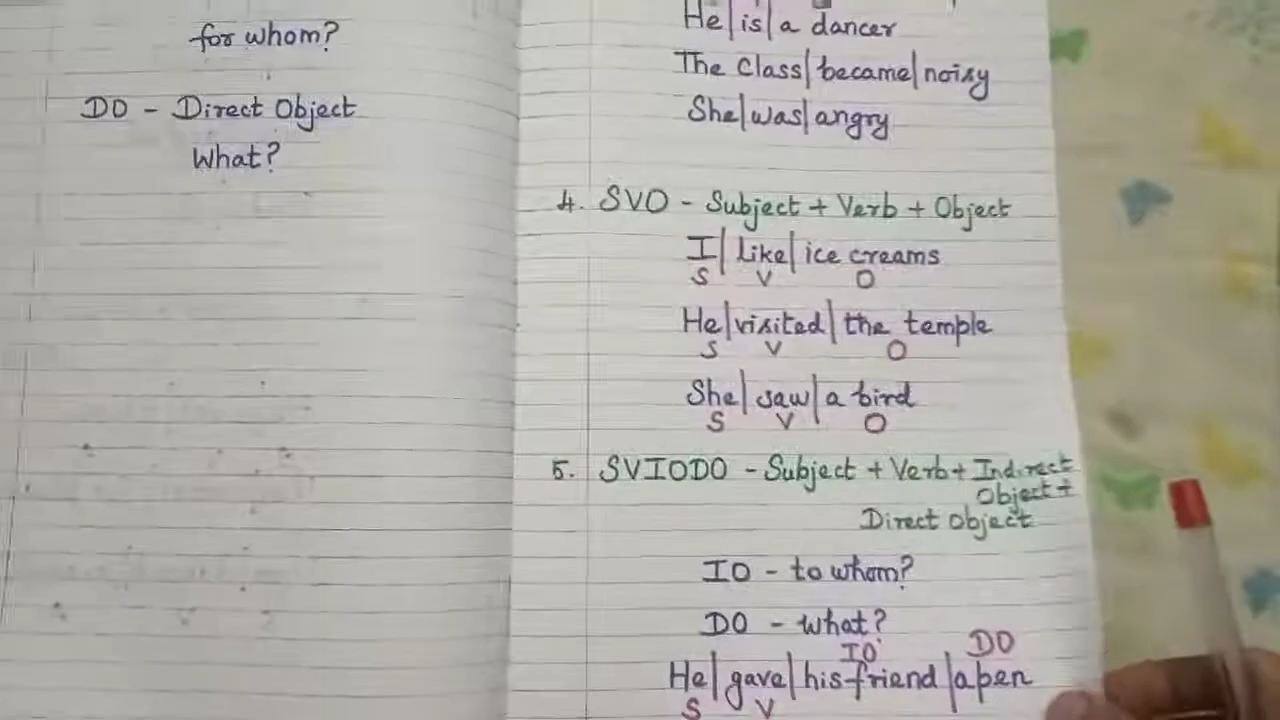 for whom?
DO - Direct Object
What?
He| is| a dancer
The Class| became| noisy
She| was| angry
4. SVO - Subject + Verb + Object
I| like| ice creams
S V O
He| visited| the temple
S V O
She| saw| a bird
S V O
5. SVIODO - Subject + Verb + Indirect
Object +
Direct Object
IO - to whom?
DO - what?
IO DO
He| gave| his friend| a pen
S V